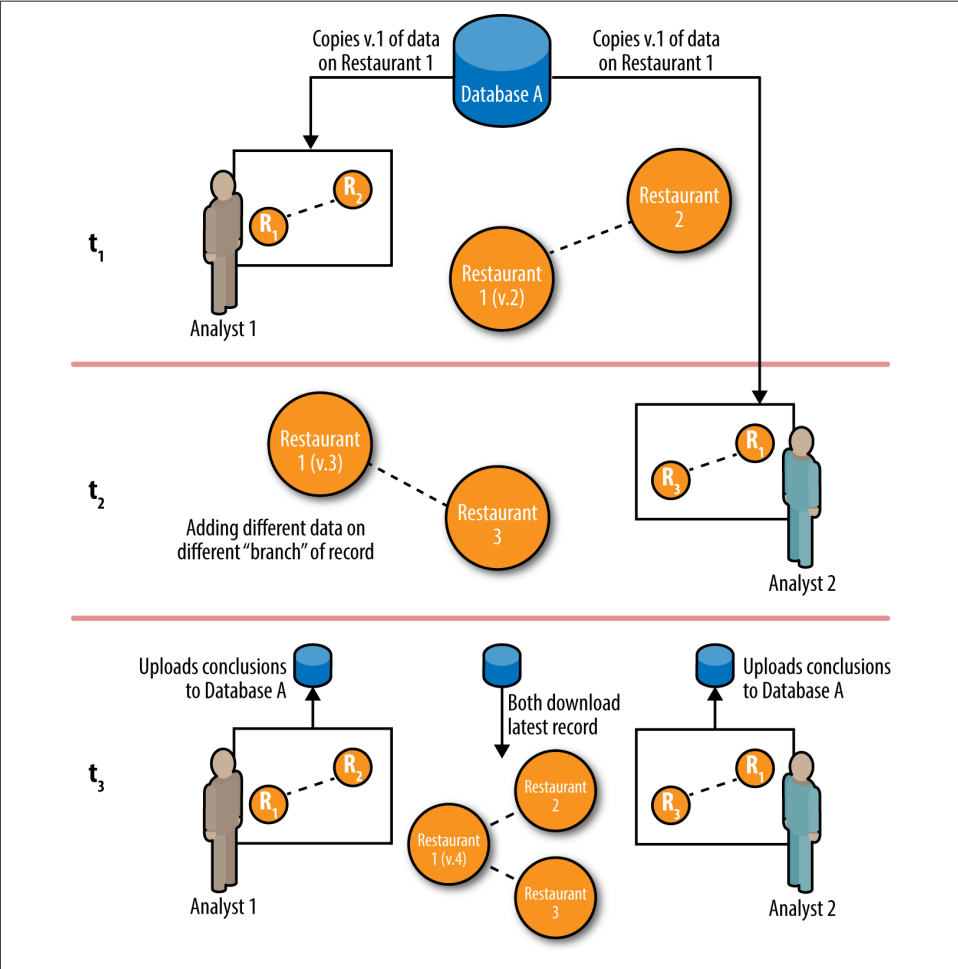 Copies v.1 of data
on Restaurant 1
Copies v.1 of data
on Restaurant 1
Database A
R₂
R₁
Restaurant
2
Restaurant
1 (v.2)
t₁
Analyst 1
Restaurant
1 (v.3)
R₁
R₃
t₂
Restaurant
3
Adding different data on
different “branch” of record
Analyst 2
Uploads conclusions
to Database A
Both download
latest record
Uploads conclusions
to Database A
t₃
R₂
R₁
Restaurant
2
Restaurant
1 (v.4)
Restaurant
3
R₁
R₃
Analyst 1
Analyst 2